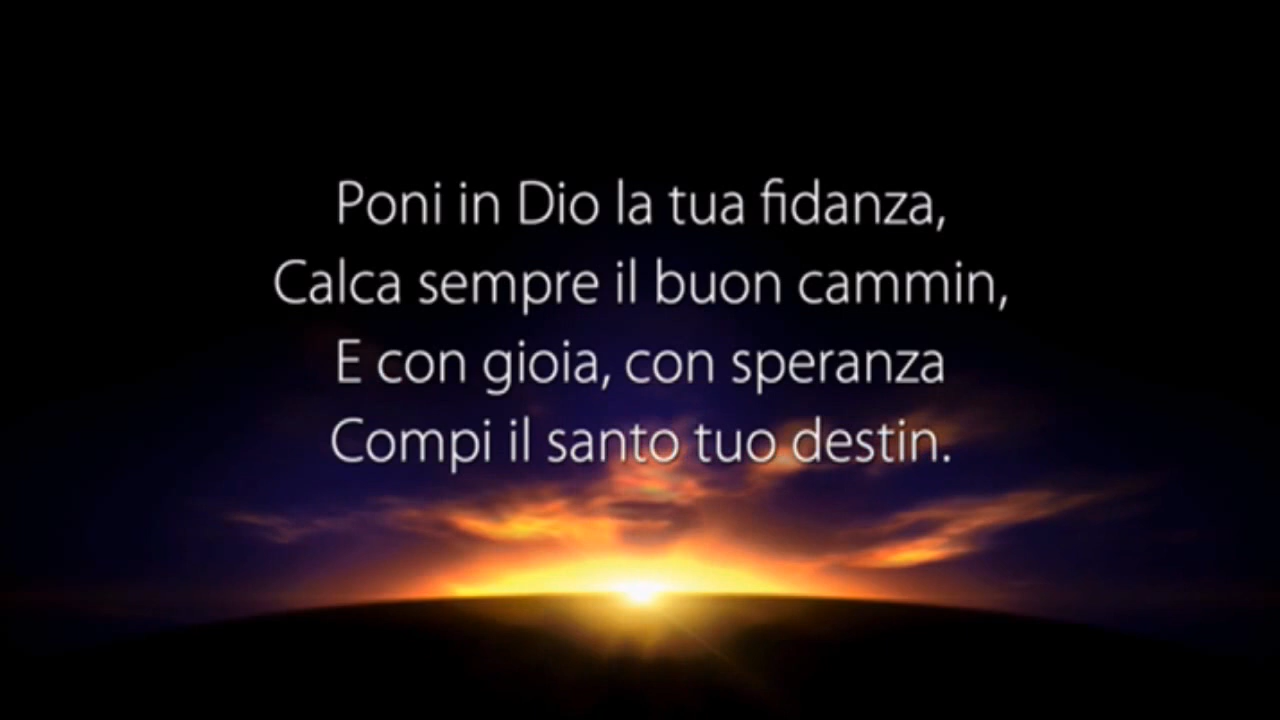 Poni in Dio la tua fidanza,
Calca sempre il buon cammin,
E con gioia, con speranza
Compi il santo tuo destin.